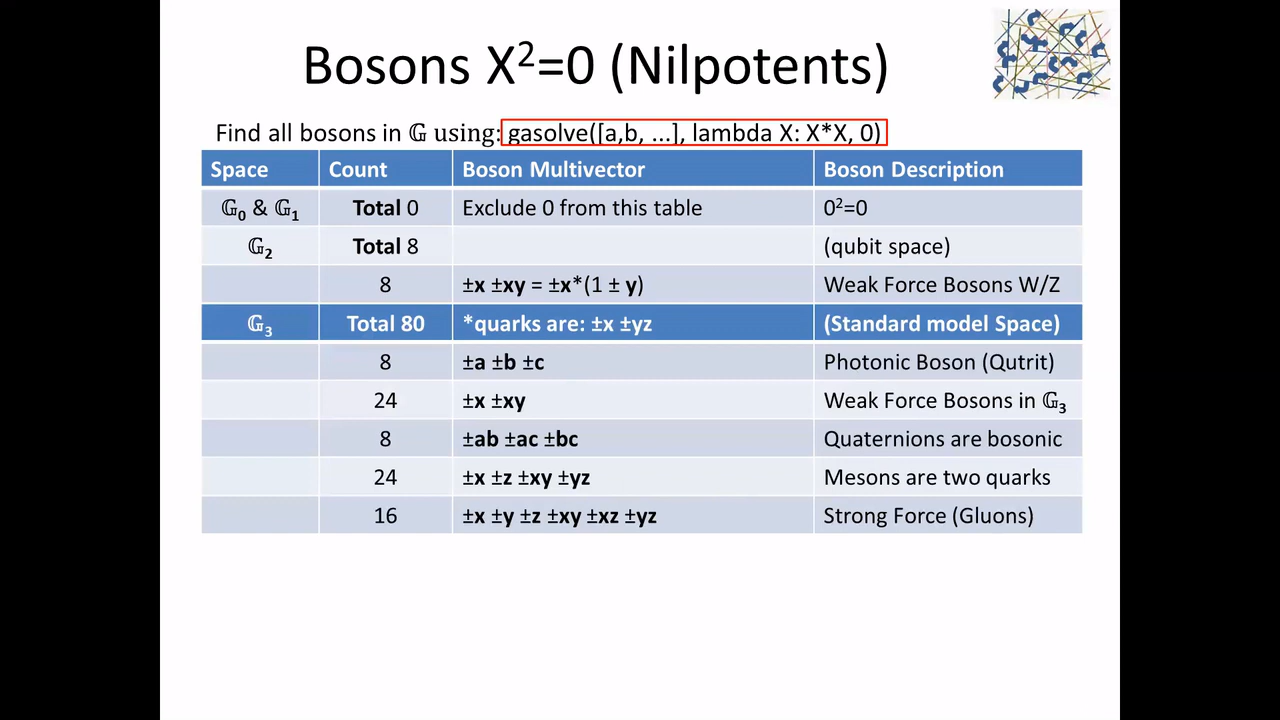 Bosons X²=0 (Nilpotents)
Find all bosons in 𝔾 using: gasolve([a,b, ...], lambda X: X*X, 0)
Space Count Boson Multivector Boson Description
𝔾₀ & 𝔾₁ Total 0 Exclude 0 from this table 0²=0
𝔾₂ Total 8 (qubit space)
8 ±x ±xy = ±x*(1 ± y) Weak Force Bosons W/Z
𝔾₃ Total 80 *quarks are: ±x ±yz (Standard model Space)
8 ±a ±b ±c Photonic Boson (Qutrit)
24 ±x ±xy Weak Force Bosons in 𝔾₃
8 ±ab ±ac ±bc Quaternions are bosonic
24 ±x ±z ±xy ±yz Mesons are two quarks
16 ±x ±y ±z ±xy ±xz ±yz Strong Force (Gluons)